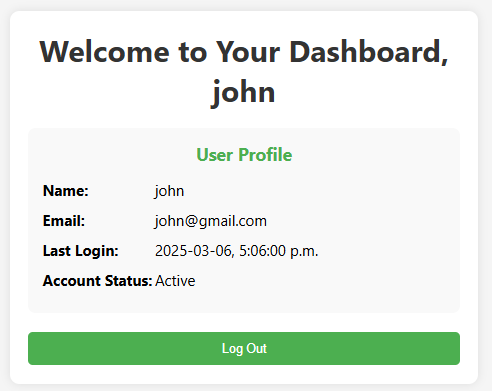 Welcome to Your Dashboard,
john
User Profile
Name: john
Email: john@gmail.com
Last Login: 2025-03-06, 5:06:00 p.m.
Account Status: Active
Log Out